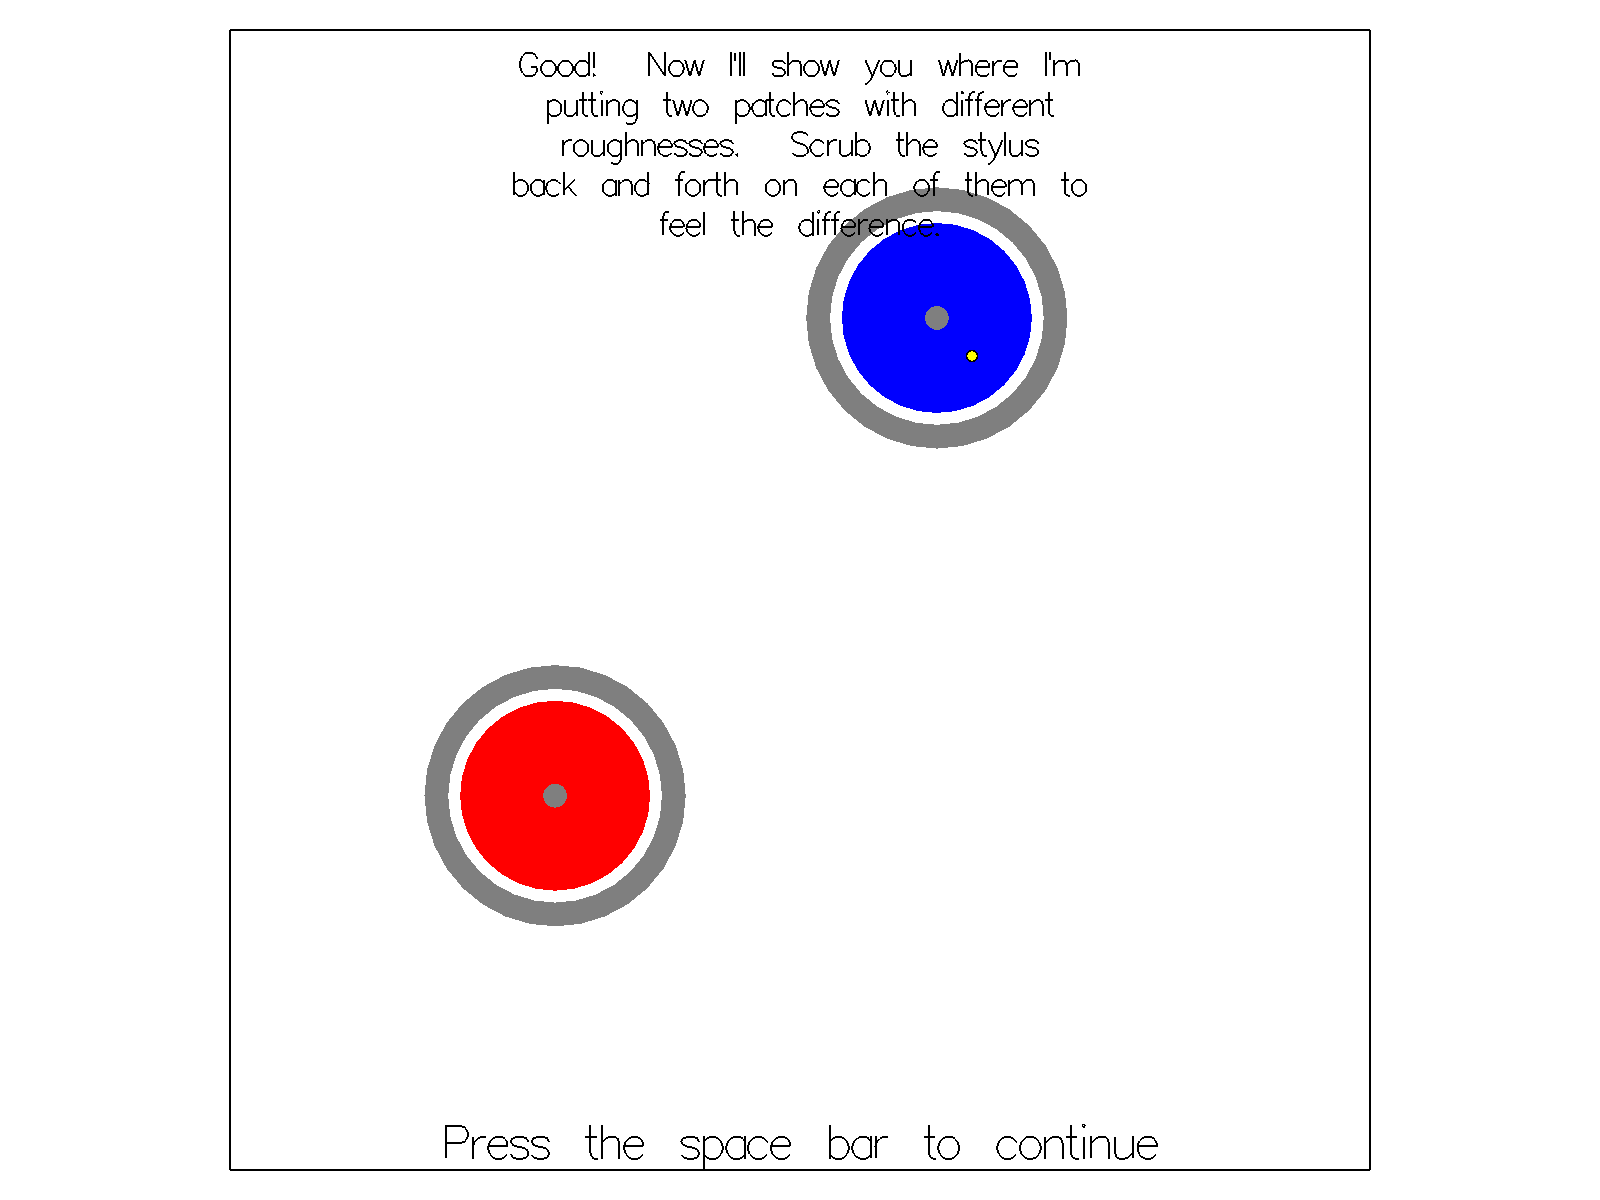 Good! Now I'll show you where I'm
putting two patches with different
roughnesses. Scrub the stylus
back and forth on each of them to
feel the difference.
Press the space bar to continue